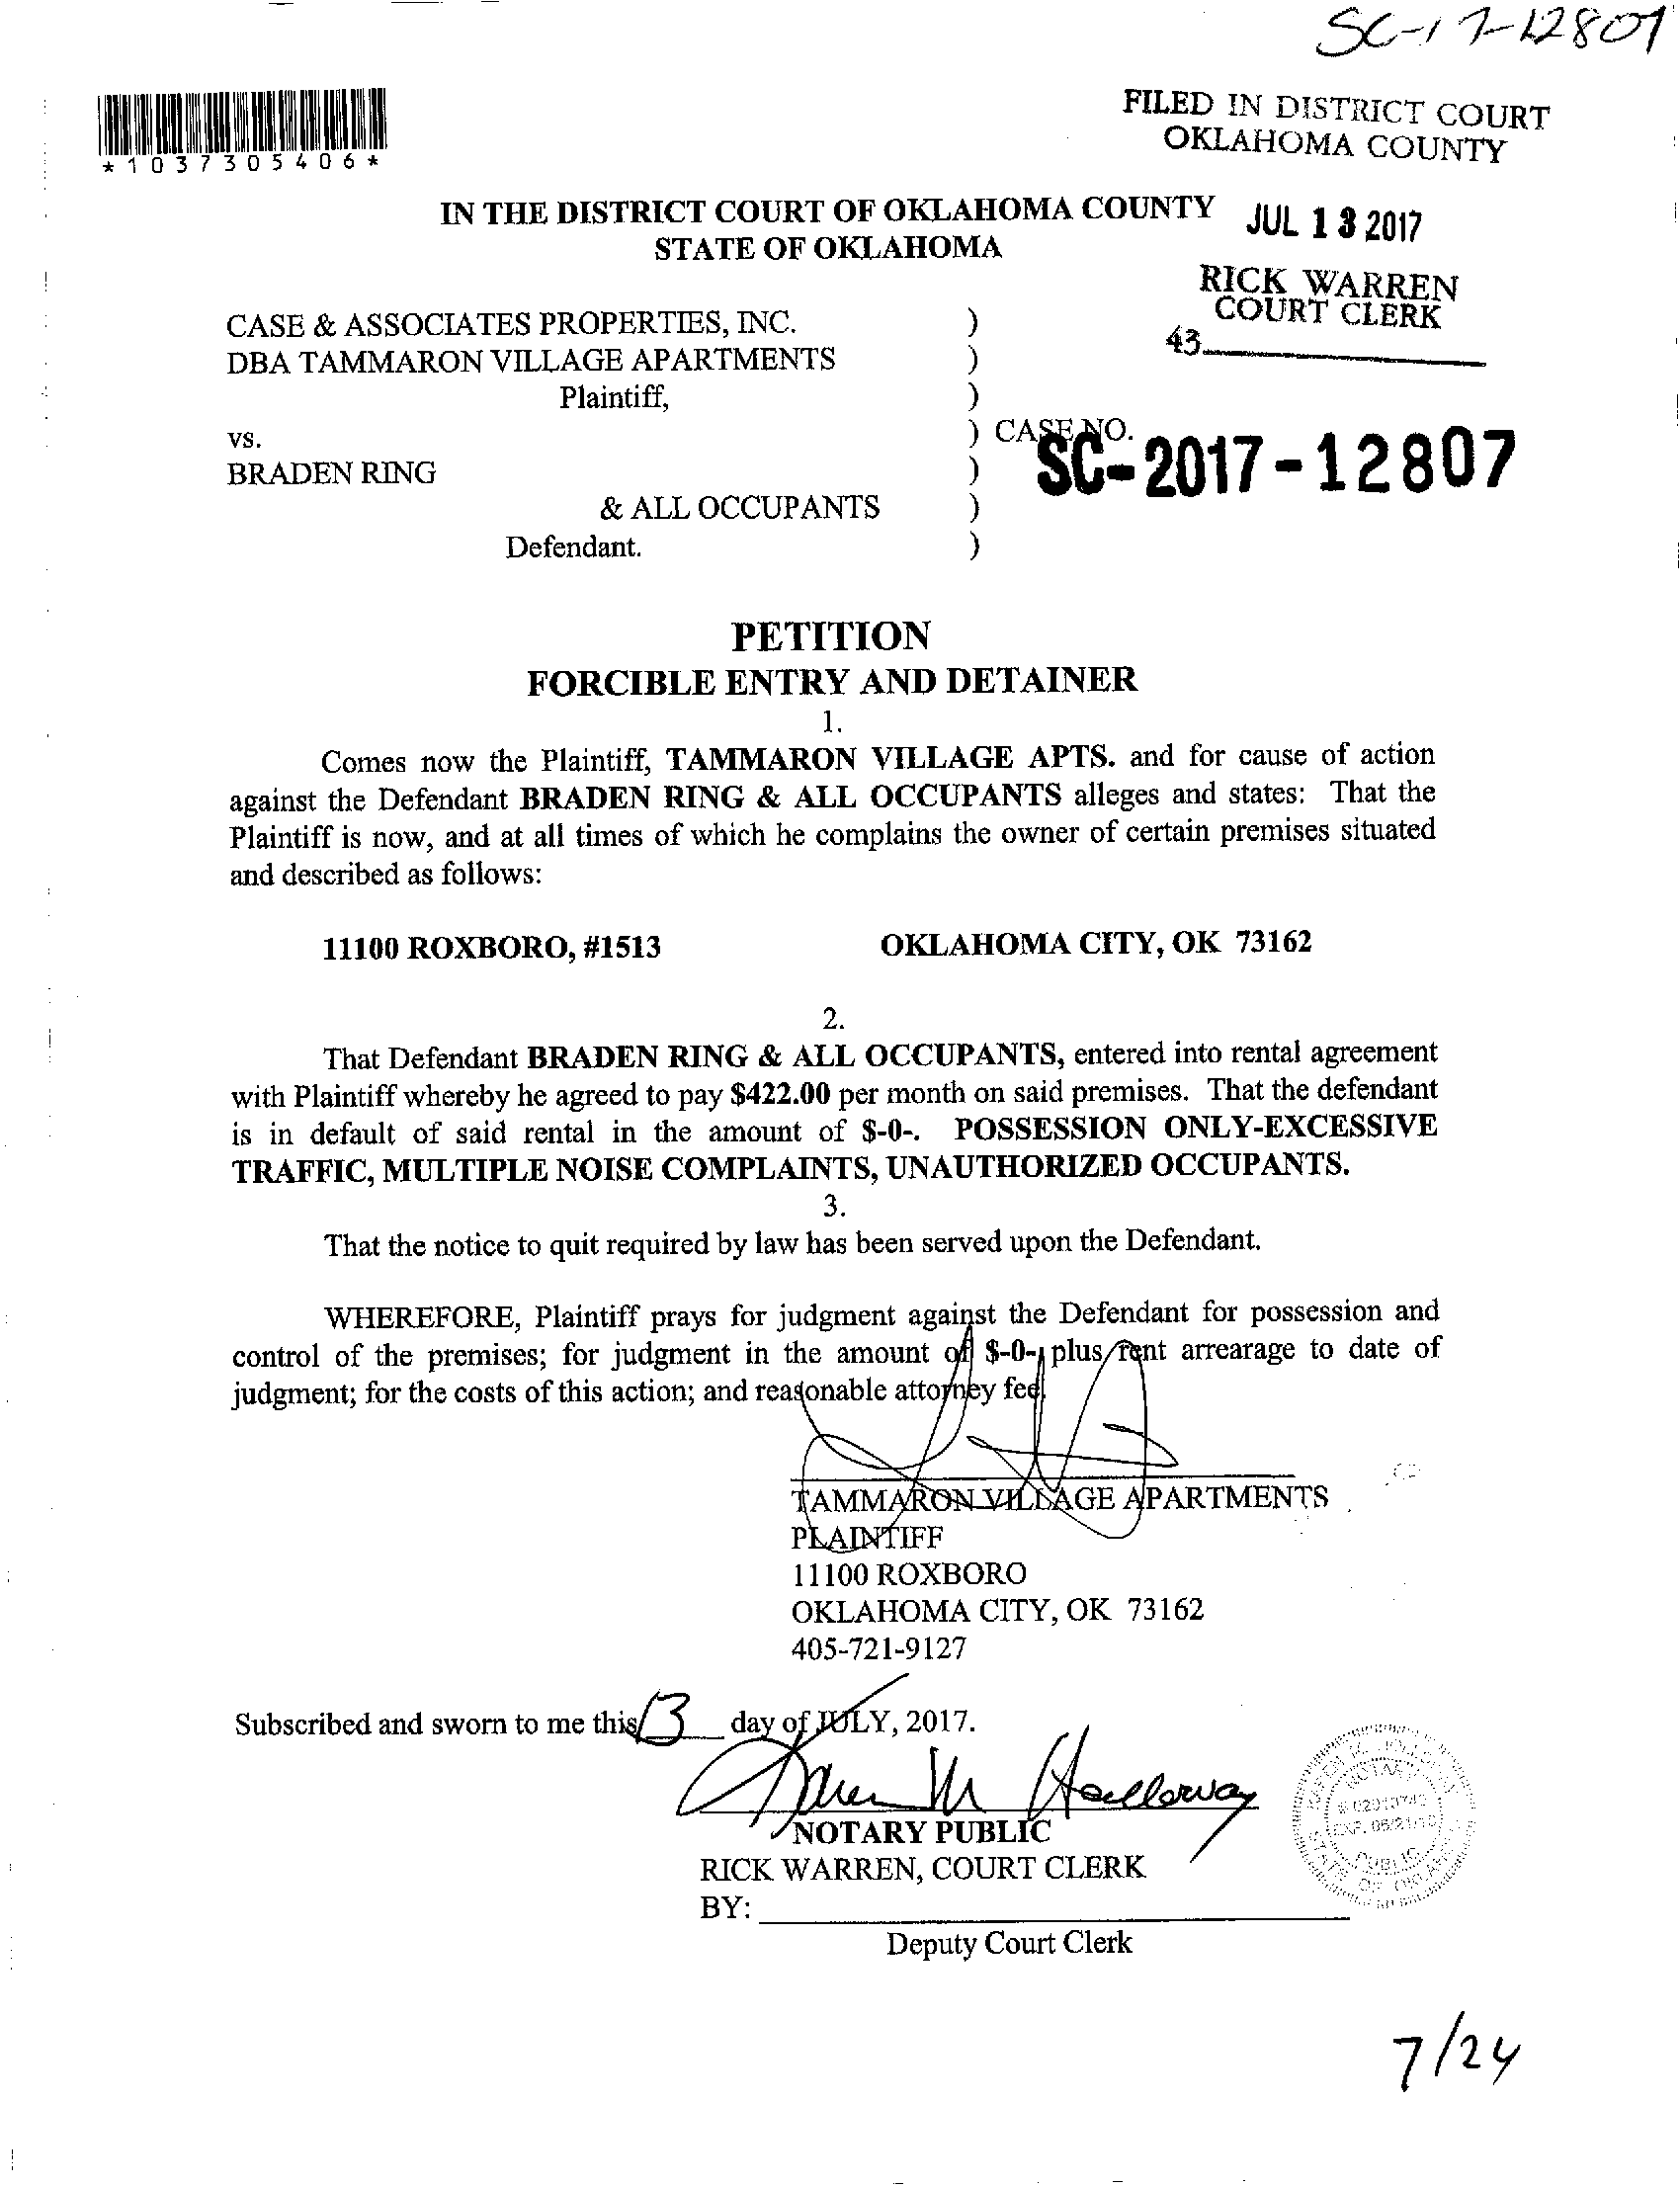 SC-17-12807
*1037305406*
FILED IN DISTRICT COURT
OKLAHOMA COUNTY
IN THE DISTRICT COURT OF OKLAHOMA COUNTY
STATE OF OKLAHOMA
JUL 13 2017
RICK WARREN
COURT CLERK
43
CASE & ASSOCIATES PROPERTIES, INC. )
DBA TAMMARON VILLAGE APARTMENTS )
Plaintiff, )
vs. ) CASE NO.
SC-2017-12807
BRADEN RING )
& ALL OCCUPANTS )
Defendant. )
PETITION
FORCIBLE ENTRY AND DETAINER
1.
Comes now the Plaintiff, TAMMARON VILLAGE APTS. and for cause of action
against the Defendant BRADEN RING & ALL OCCUPANTS alleges and states: That the
Plaintiff is now, and at all times of which he complains the owner of certain premises situated
and described as follows:
11100 ROXBORO, #1513 OKLAHOMA CITY, OK 73162
2.
That Defendant BRADEN RING & ALL OCCUPANTS, entered into rental agreement
with Plaintiff whereby he agreed to pay $422.00 per month on said premises. That the defendant
is in default of said rental in the amount of $-0-. POSSESSION ONLY-EXCESSIVE
TRAFFIC, MULTIPLE NOISE COMPLAINTS, UNAUTHORIZED OCCUPANTS.
3.
That the notice to quit required by law has been served upon the Defendant.
WHEREFORE, Plaintiff prays for judgment against the Defendant for possession and
control of the premises; for judgment in the amount of $-0-, plus rent arrearage to date of
judgment; for the costs of this action; and reasonable attorney fee.
TAMMARON VILLAGE APARTMENTS
PLAINTIFF
11100 ROXBORO
OKLAHOMA CITY, OK 73162
405-721-9127
Subscribed and sworn to me this 13 day of JULY, 2017.
Karen M Holloway
NOTARY PUBLIC
RICK WARREN, COURT CLERK
BY:
Deputy Court Clerk
NOTARY
PUBLIC
STATE OF
7/24